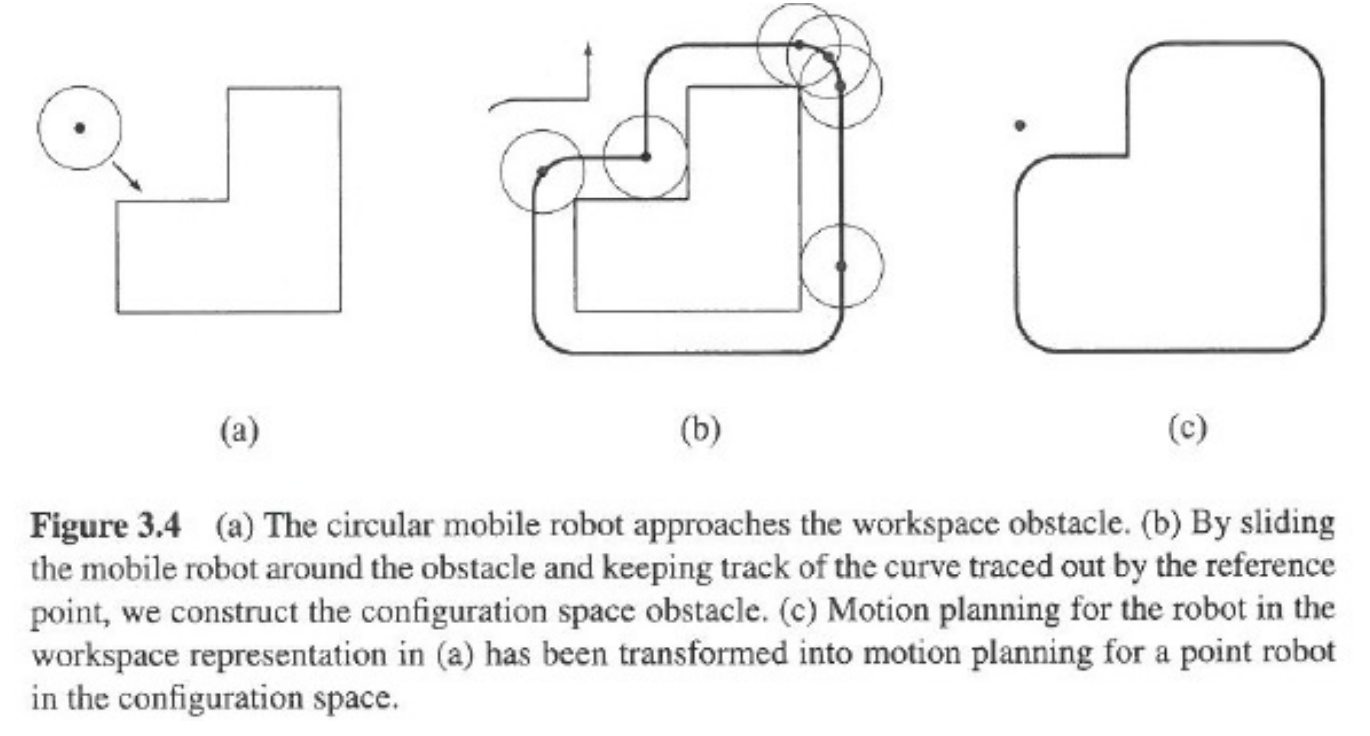 (a)
(b)
(c)
Figure 3.4 (a) The circular mobile robot approaches the workspace obstacle. (b) By sliding
the mobile robot around the obstacle and keeping track of the curve traced out by the reference
point, we construct the configuration space obstacle. (c) Motion planning for the robot in the
workspace representation in (a) has been transformed into motion planning for a point robot
in the configuration space.